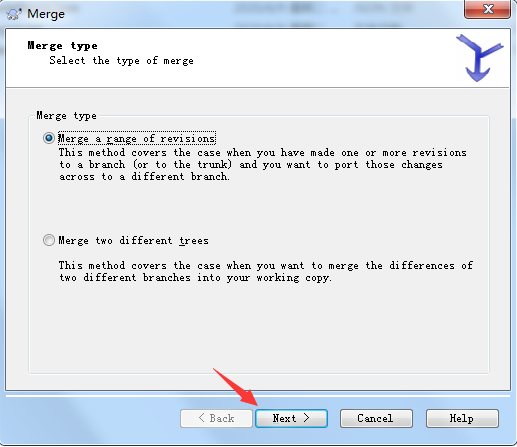 Merge
Merge type
Select the type of merge
Merge type
Merge a range of revisions
This method covers the case when you have made one or more revisions
to a branch (or to the trunk) and you want to port those changes
across to a different branch.
Merge two different trees
This method covers the case when you want to merge the differences of
two different branches into your working copy.
< Back
Next >
Cancel
Help